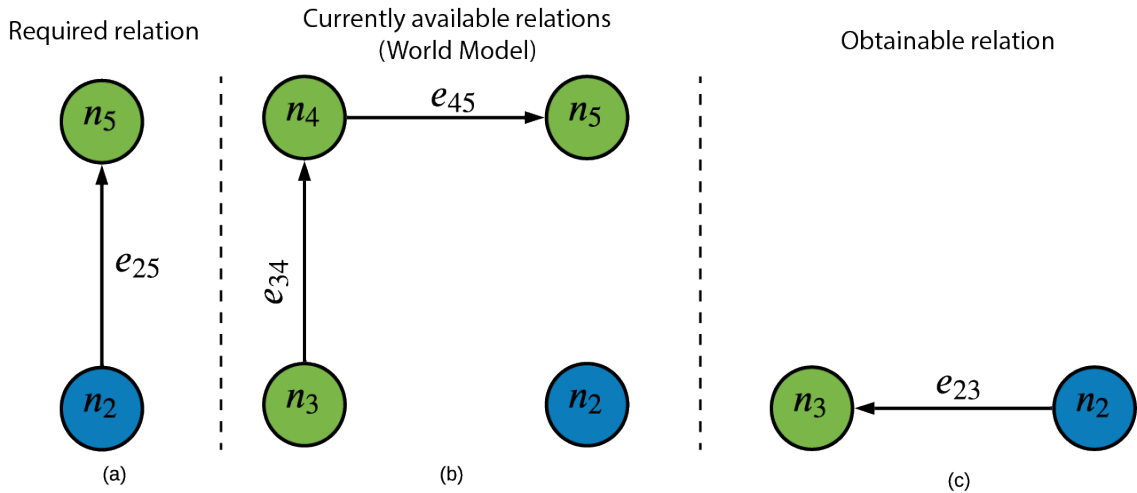 Required relation
n5
e25
n2
(a)
Currently available relations
(World Model)
n4
e45
n5
e34
n3
n2
(b)
Obtainable relation
n3
e23
n2
(c)